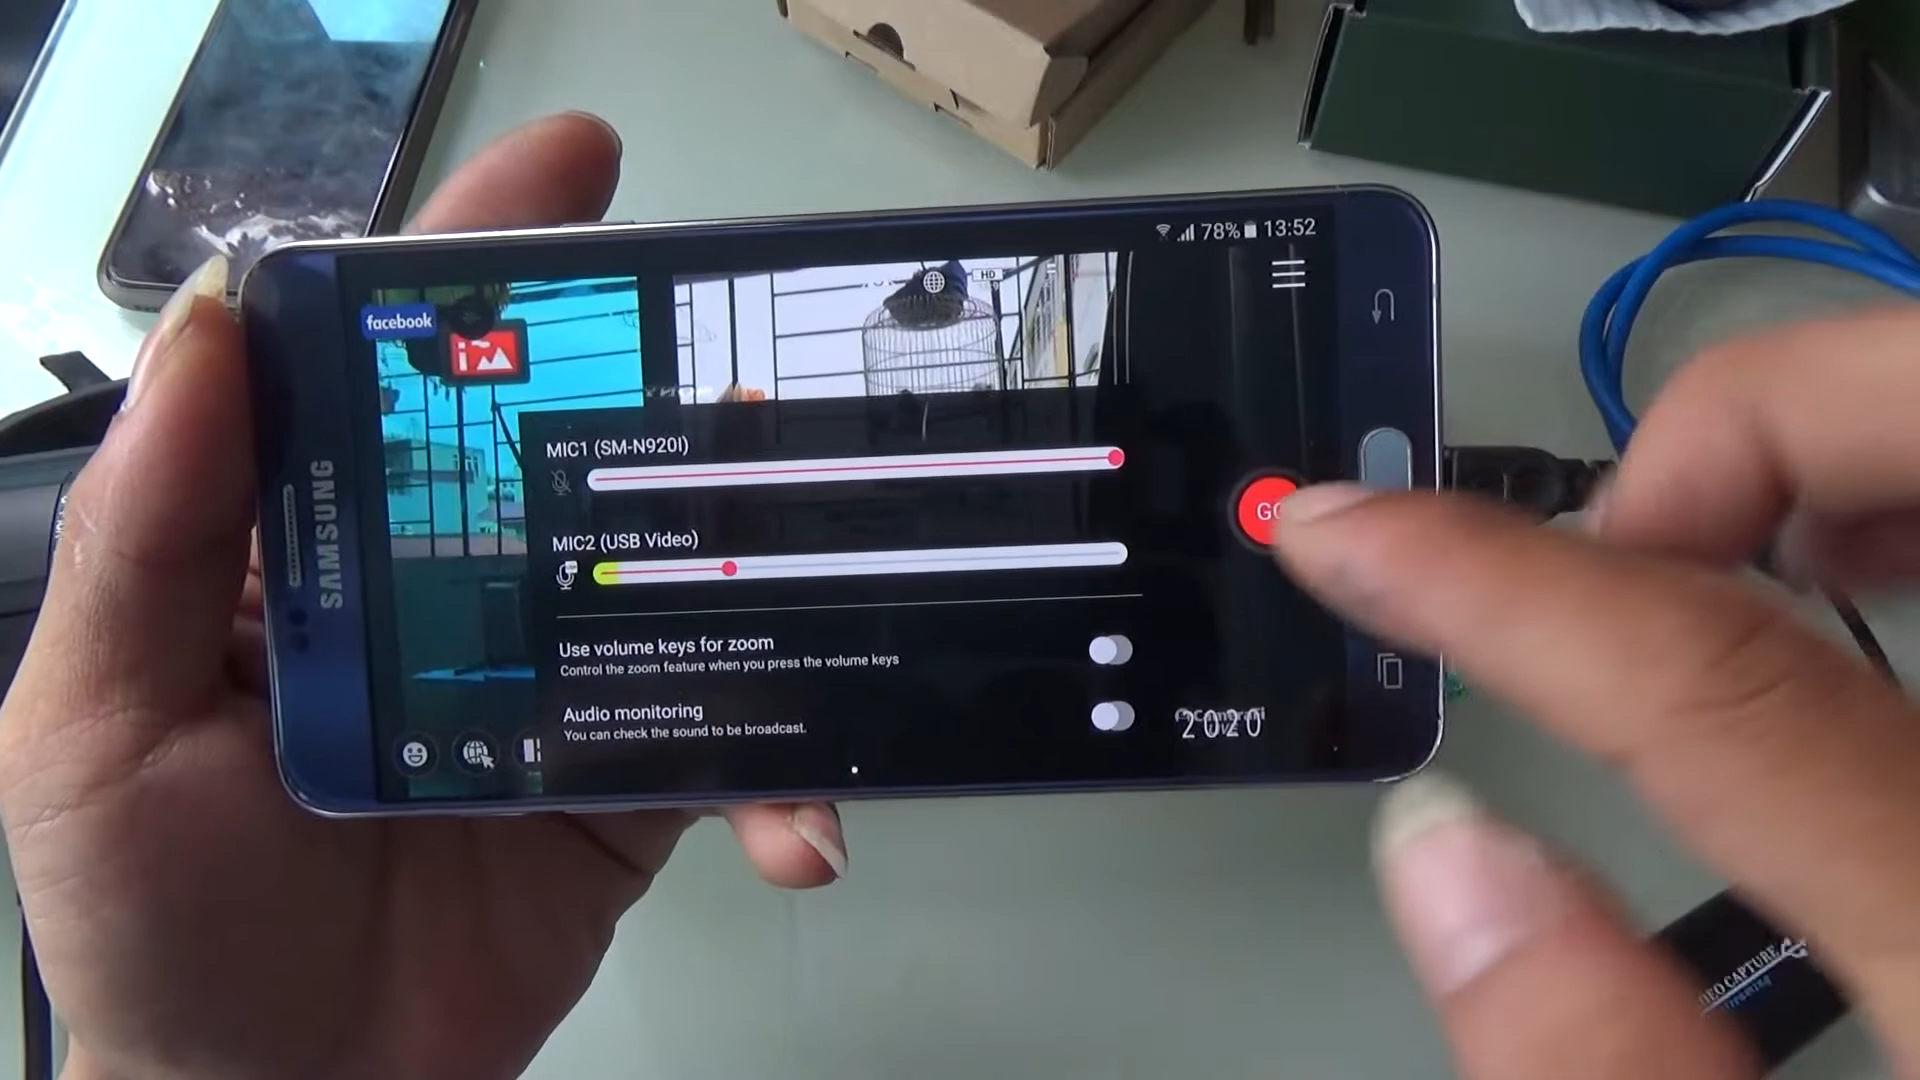 78% 13:52
facebook
HD
MIC1 (SM-N920I)
MIC2 (USB Video)
GO
Use volume keys for zoom
Control the zoom feature when you press the volume keys
Audio monitoring
You can check the sound to be broadcast.
2020
SAMSUNG
CAPTURE